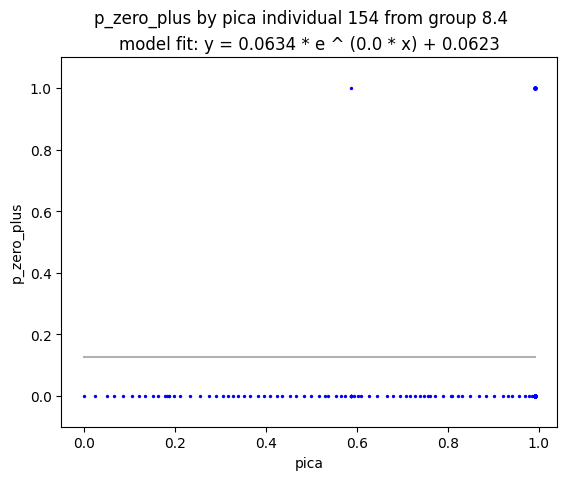 p_zero_plus by pica individual 154 from group 8.4
model fit: y = 0.0634 * e ^ (0.0 * x) + 0.0623
1.0
0.8
0.6
0.4
0.2
0.0
p_zero_plus
0.0 0.2 0.4 0.6 0.8 1.0
pica